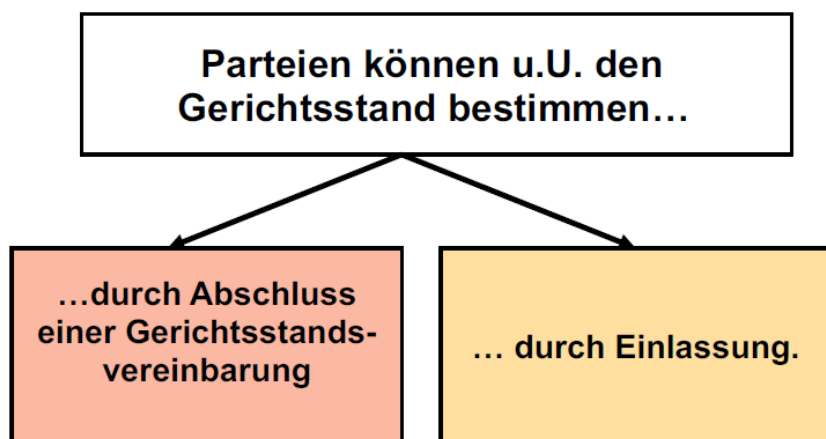 Parteien können u.U. den
Gerichtsstand bestimmen…
…durch Abschluss
einer Gerichtsstands-
vereinbarung
… durch Einlassung.